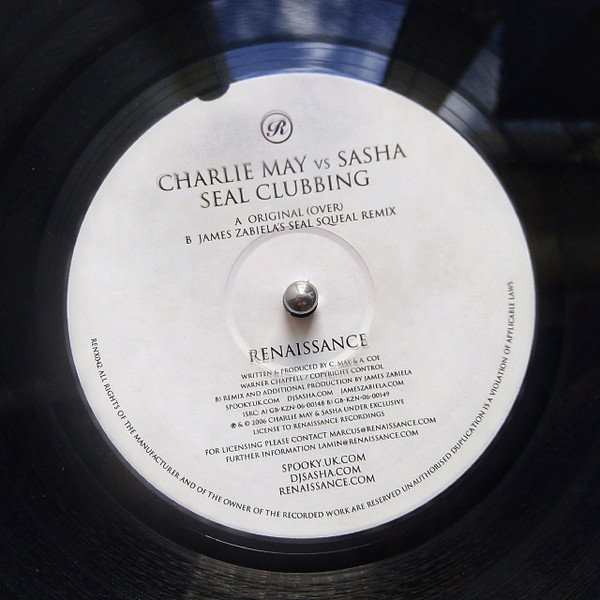 R
CHARLIE MAY VS SASHA
SEAL CLUBBING
A ORIGINAL (OVER)
B JAMES ZABIELA'S SEAL SQUEAL REMIX
RENAISSANCE
WRITTEN & PRODUCED BY C. MAY & A. COE
WARNER CHAPPELL / COPYRIGHT CONTROL
B) REMIX AND ADDITIONAL PRODUCTION BY JAMES ZABIELA
SPOOKY.UK.COM DJSASHA.COM JAMESZABIELA.COM
ISRC: A) GB-KZN-06-00148 B) GB-KZN-06-00149
℗ & © 2006 CHARLIE MAY & SASHA UNDER EXCLUSIVE
LICENSE TO RENAISSANCE RECORDINGS
FOR LICENSING PLEASE CONTACT MARCUS@RENAISSANCE.COM
FURTHER INFORMATION LAMIN@RENAISSANCE.COM
SPOOKY.UK.COM
DJSASHA.COM
RENAISSANCE.COM
RENX042 ALL RIGHTS OF THE MANUFACTURER AND OF THE OWNER OF THE RECORDED WORK ARE RESERVED UNAUTHORISED DUPLICATION IS A VIOLATION OF APPLICABLE LAWS